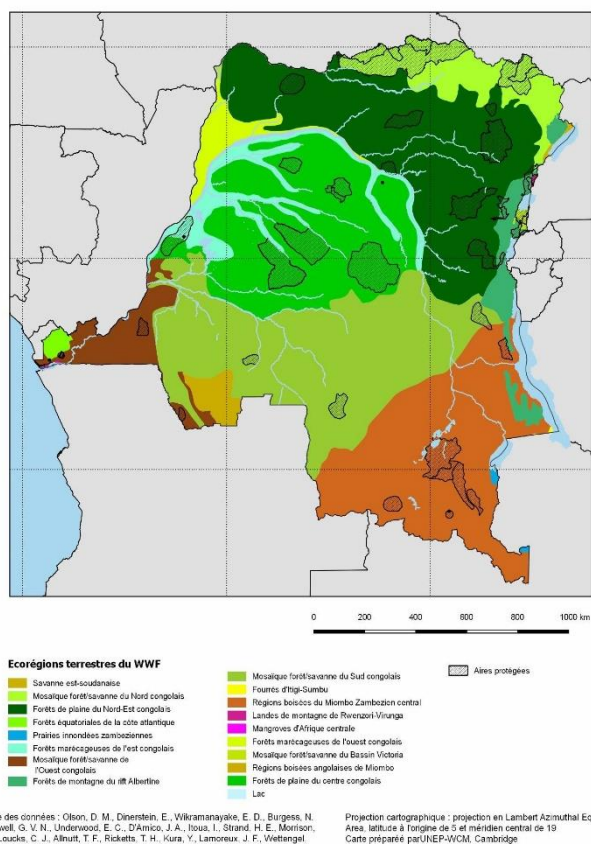 0 200 400 600 800 1000 km
Ecorégions terrestres du WWF
Savanne est-soudanaise
Mosaïque forêt/savanne du Nord congolais
Forêts de plaine du Nord-Est congolais
Forêts équatoriales de la côte atlantique
Prairies innondées zambeziennes
Forêts marécageuses de l'est congolais
Mosaïque forêt/savanne de
l'Ouest congolais
Forêts de montagne du rift Albertine
Mosaïque forêt/savanne du Sud congolais
Fourrés d'Itigi-Sumbu
Régions boisées du Miombo Zambezien central
Landes de montagne de Rwenzori-Virunga
Mangroves d'Afrique centrale
Forêts marécageuses de l'ouest congolais
Mosaïque forêt/savanne du Bassin Victoria
Régions boisées angolaises de Miombo
Forêts de plaine du centre congolais
Lac
Aires protégées
des données : Olson, D. M., Dinerstein, E., Wikramanayake, E. D., Burgess, N.
G. V. N., Underwood, E. C., D'Amico, J. A., Itoua, I., Strand, H. E., Morrison,
Loucks, C. J., Allnutt, T. F., Ricketts, T. H., Kura, Y., Lamoreux, J. F., Wettengel
Projection cartographique : projection en Lambert Azimuthal Eq
Area, latitude à l'origine de 5 et méridien central de 19
Carte préparé parUNEP-WCM, Cambridge